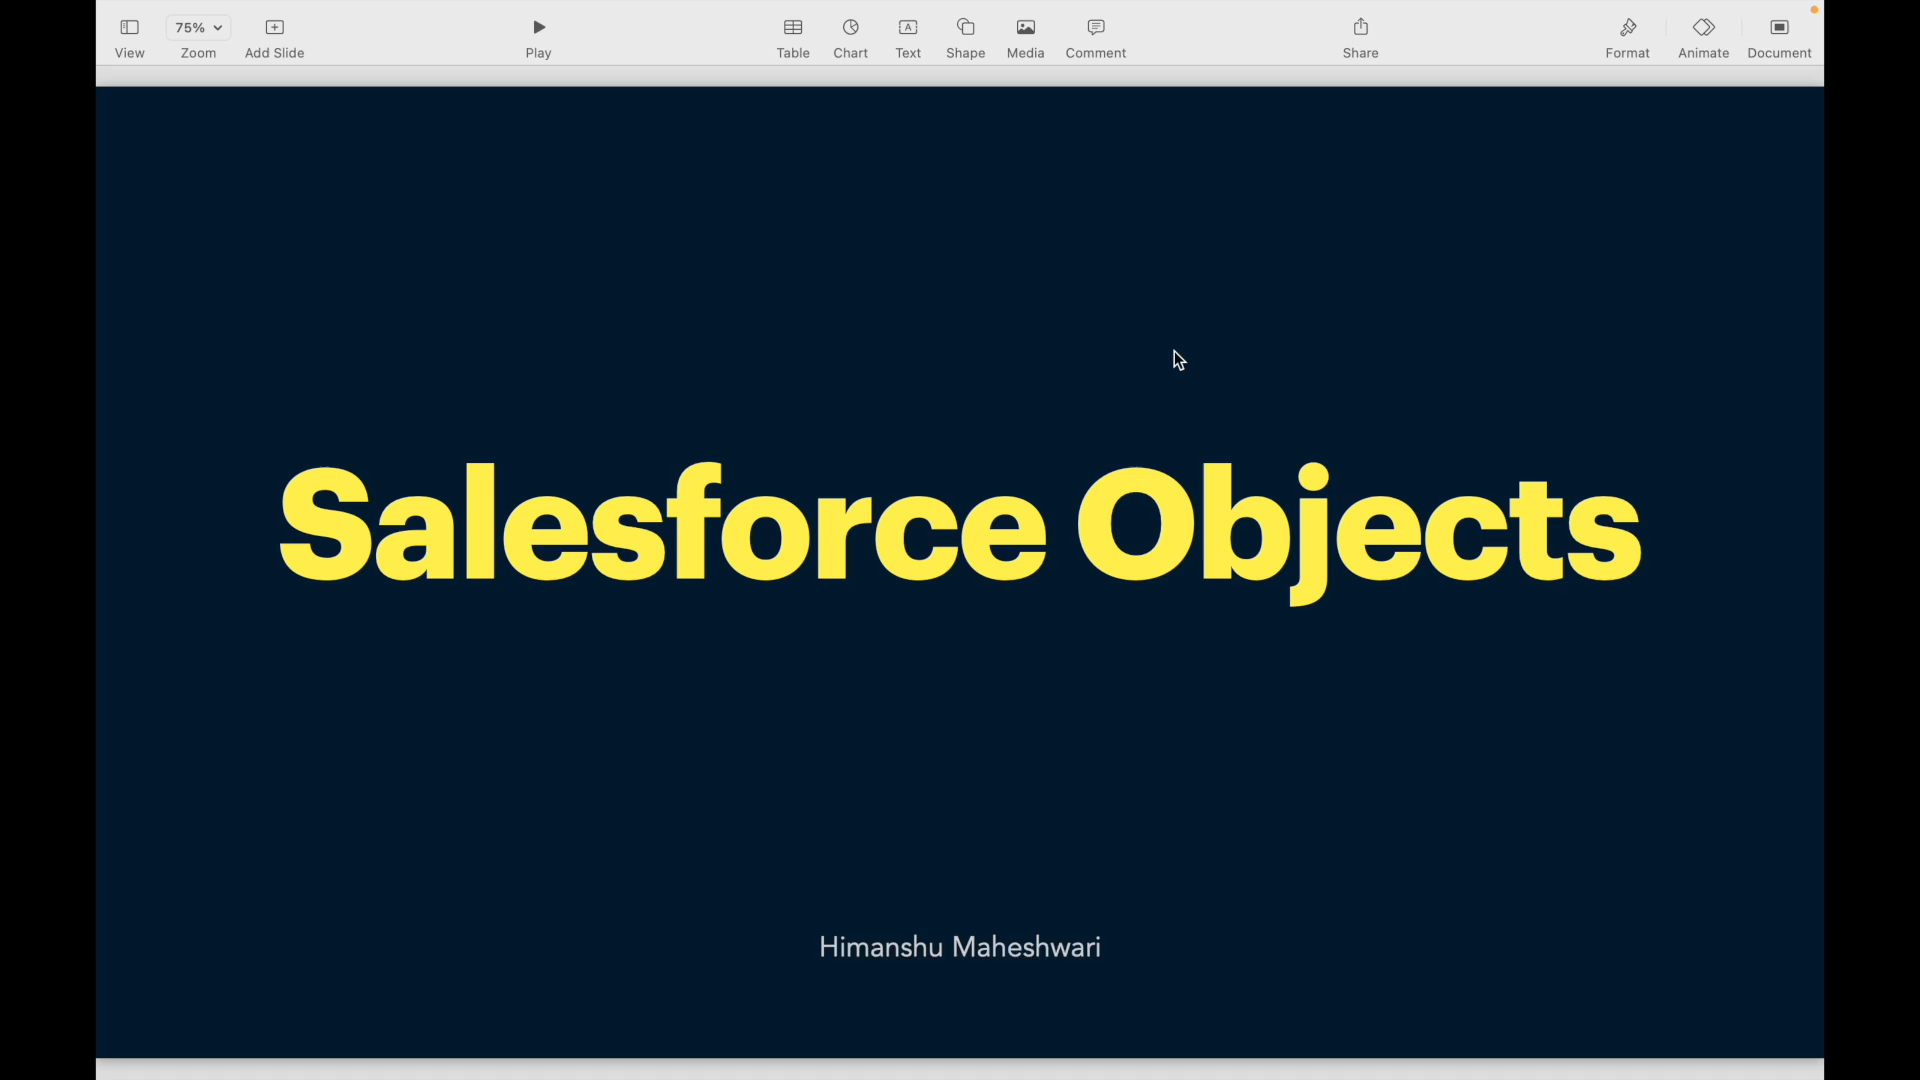 75%
View
Zoom
Add Slide
Play
Table
Chart
Text
Shape
Media
Comment
Share
Format
Animate
Document
Salesforce Objects
Himanshu Maheshwari